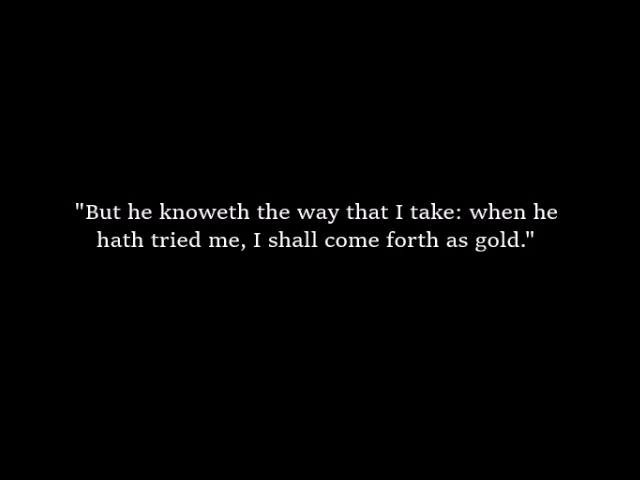 "But he knoweth the way that I take: when he
hath tried me, I shall come forth as gold."